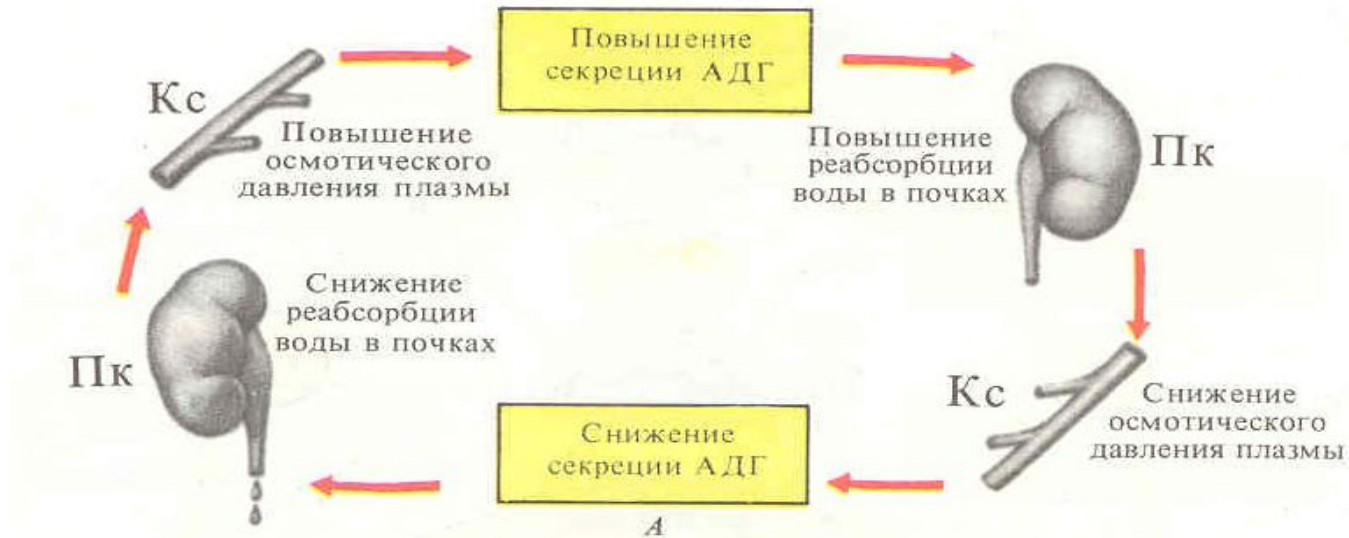 Повышение
секреции АДГ
Кс
Повышение
осмотического
давления плазмы
Повышение
реабсорбции
воды в почках
Пк
Снижение
реабсорбции
воды в почках
Пк
Кс
Снижение
осмотического
давления плазмы
Снижение
секреции АДГ
А